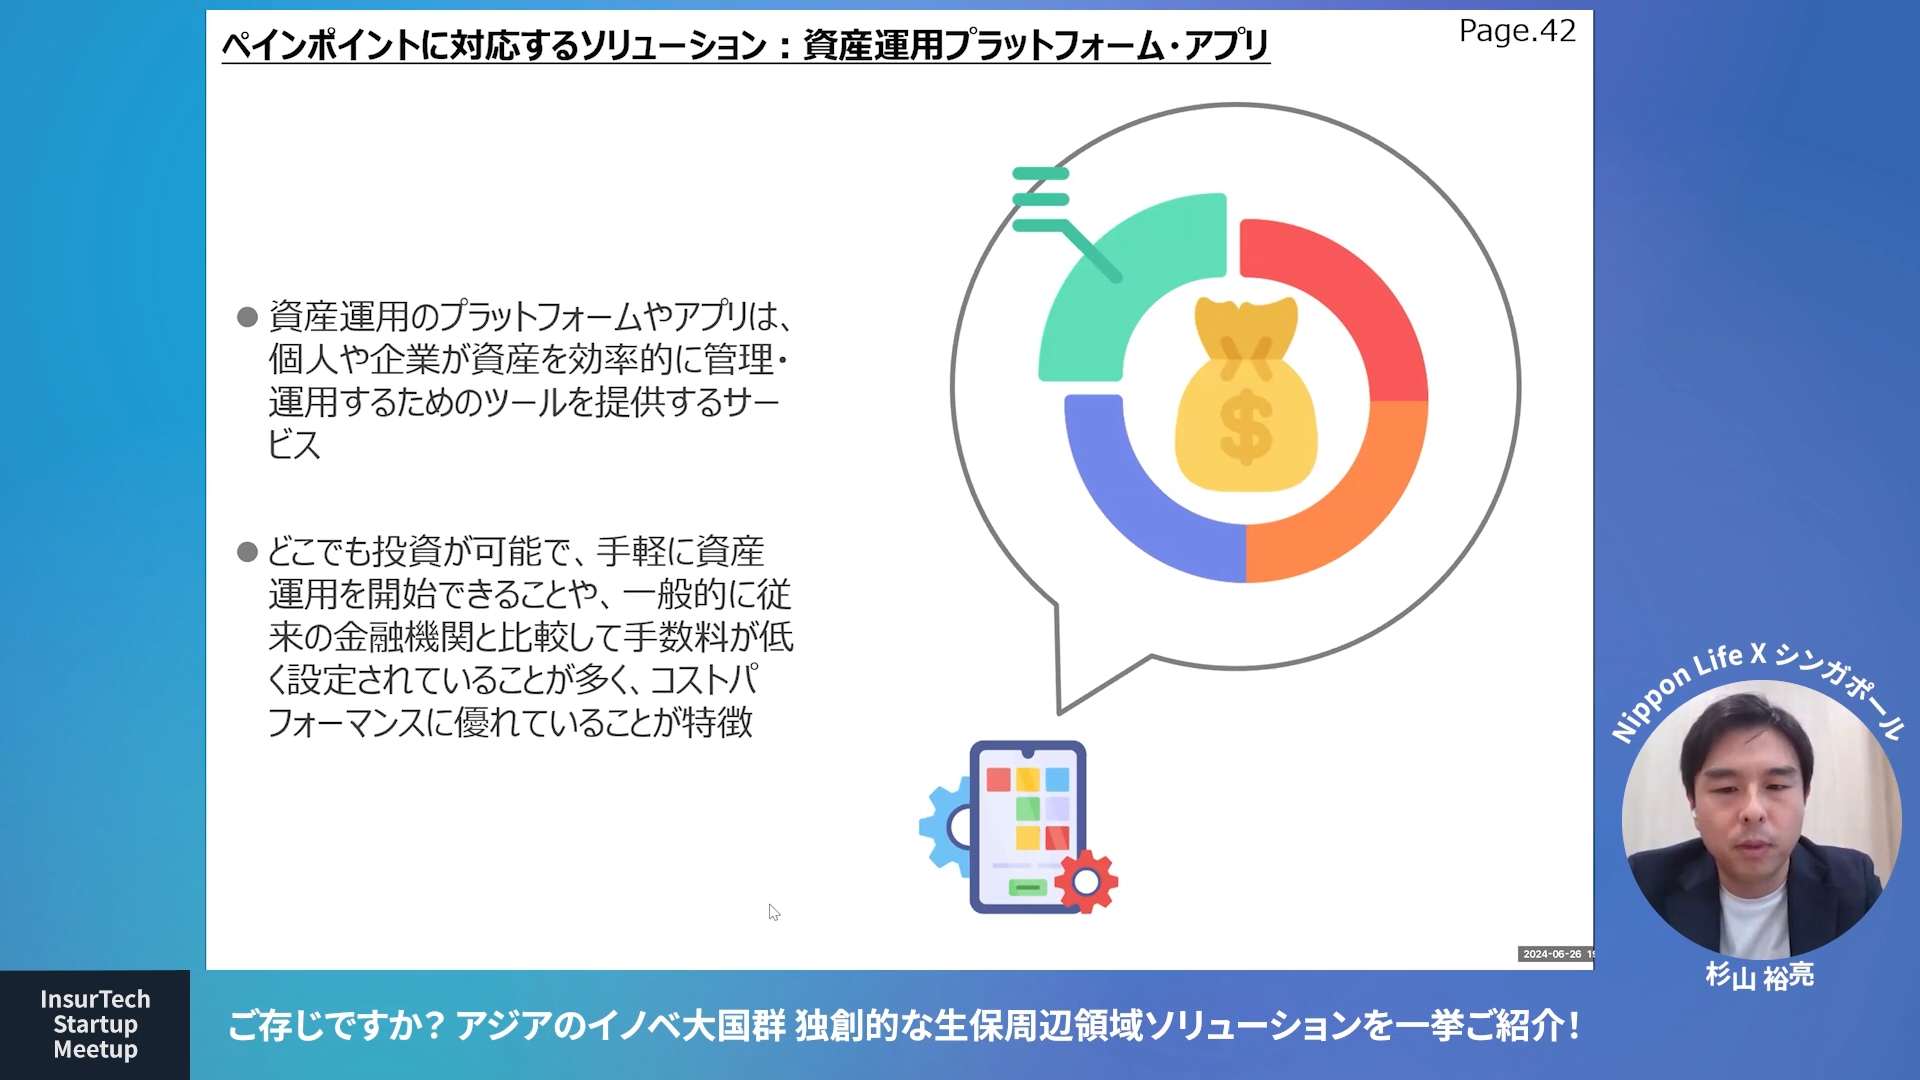 ペインポイントに対応するソリューション：資産運用プラットフォーム・アプリ
Page.42
● 資産運用のプラットフォームやアプリは、
個人や企業が資産を効率的に管理・
運用するためのツールを提供するサー
ビス
● どこでも投資が可能で、手軽に資産
運用を開始できることや、一般的に従
来の金融機関と比較して手数料が低
く設定されていることが多く、コストパ
フォーマンスに優れていることが特徴
$
2024-06-26
Nippon Life X シンガポール
杉山 裕亮
InsurTech
Startup
Meetup
ご存じですか？ アジアのイノベ大国群 独創的な生保周辺領域ソリューションを一挙ご紹介！